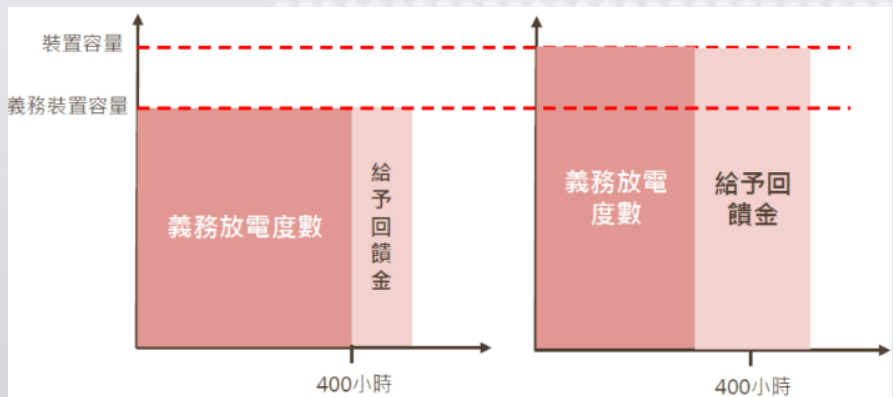 裝置容量
義務裝置容量
義務放電度數
給予回饋金
400小時
義務放電
度數
給予回
饋金
400小時